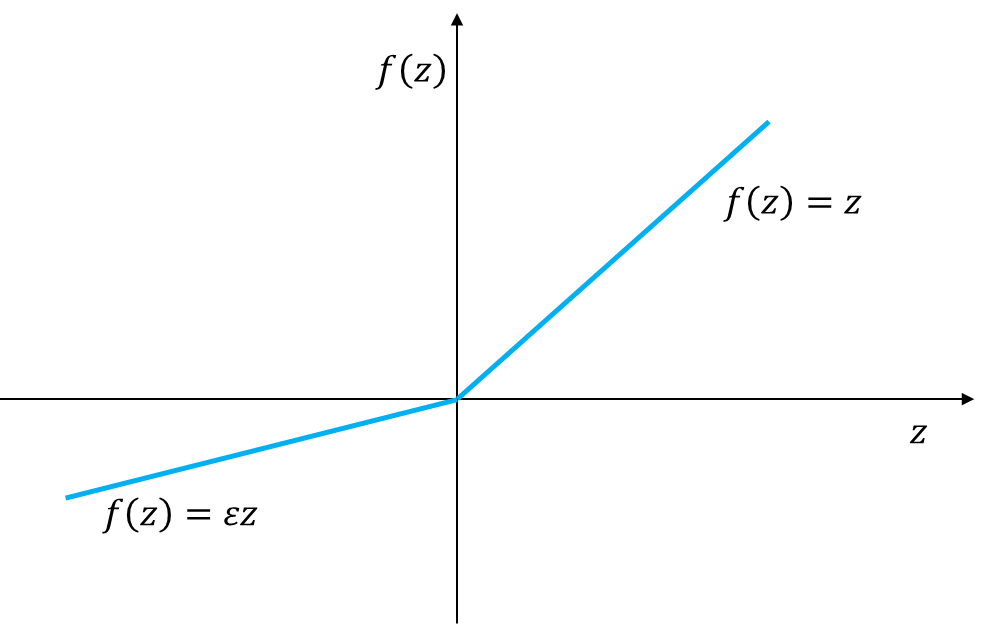 f(z)
f(z) = z
z
f(z) = εz